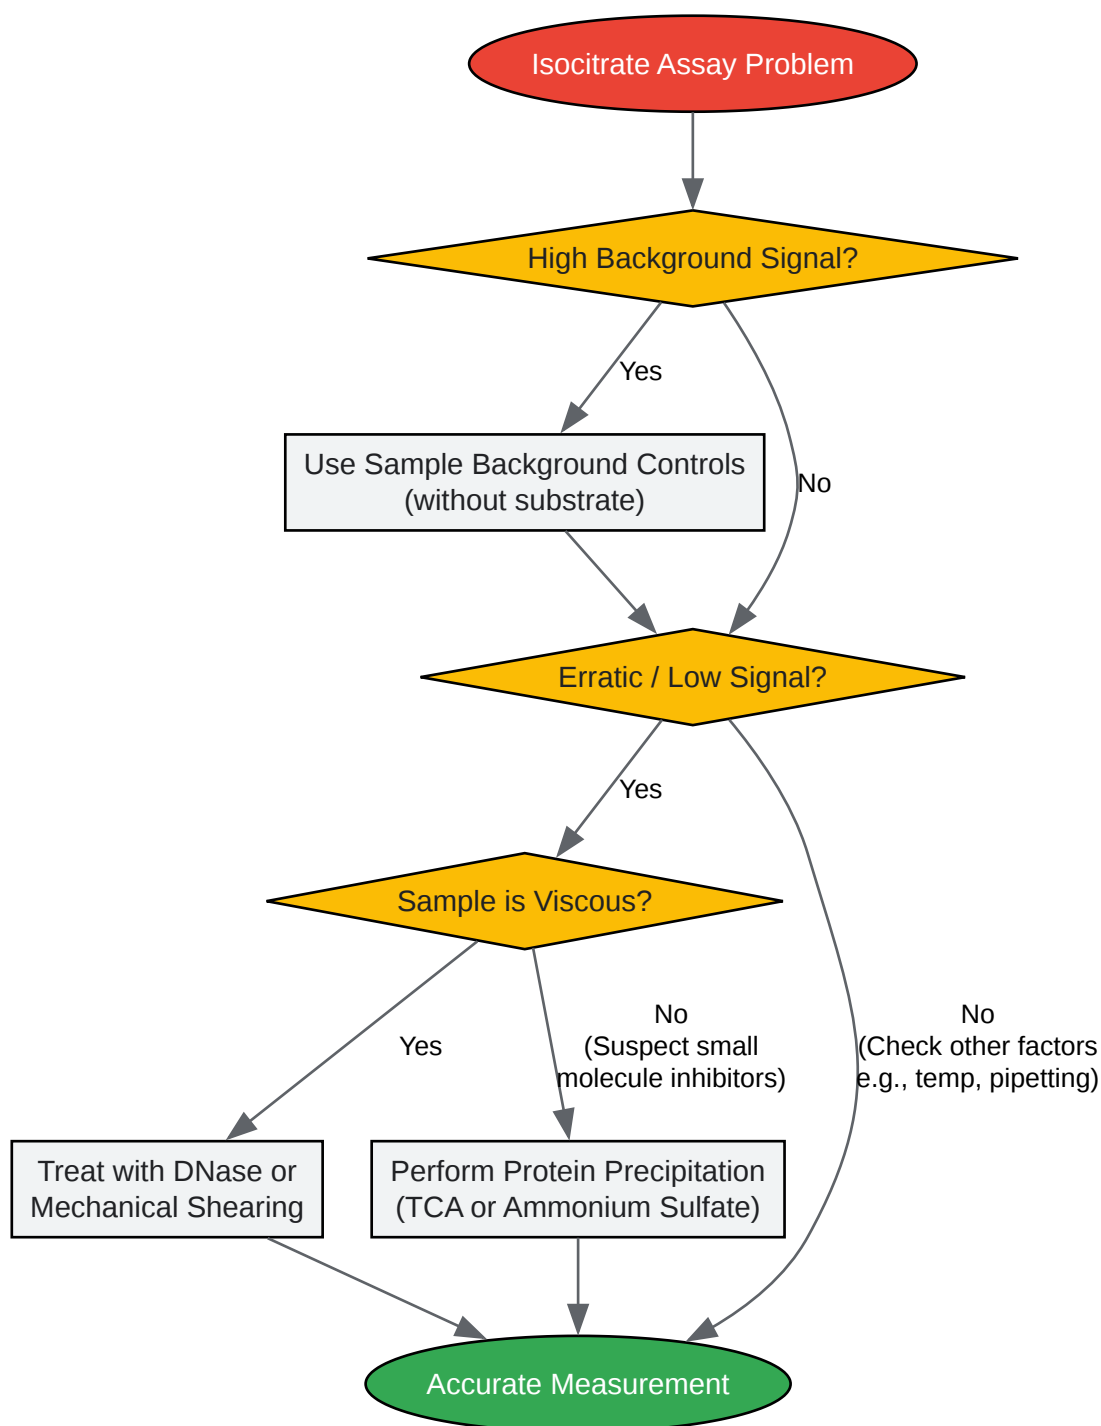 Isocitrate Assay Problem
High Background Signal?
Yes
Use Sample Background Controls
(without substrate)
No
Erratic / Low Signal?
Yes
Sample is Viscous?
Yes
No
(Suspect small
molecule inhibitors)
No
(Check other factors
e.g., temp, pipetting)
Treat with DNase or
Mechanical Shearing
Perform Protein Precipitation
(TCA or Ammonium Sulfate)
Accurate Measurement